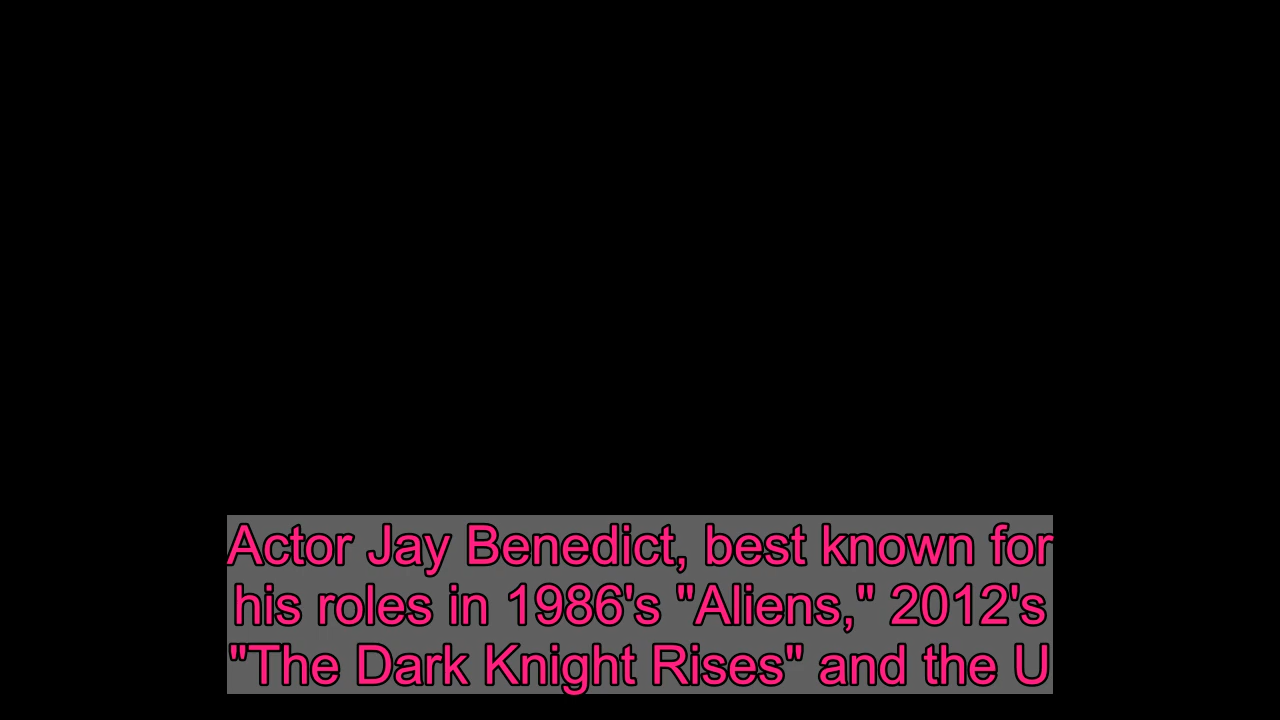 Actor Jay Benedict, best known for
his roles in 1986's "Aliens," 2012's
"The Dark Knight Rises" and the U